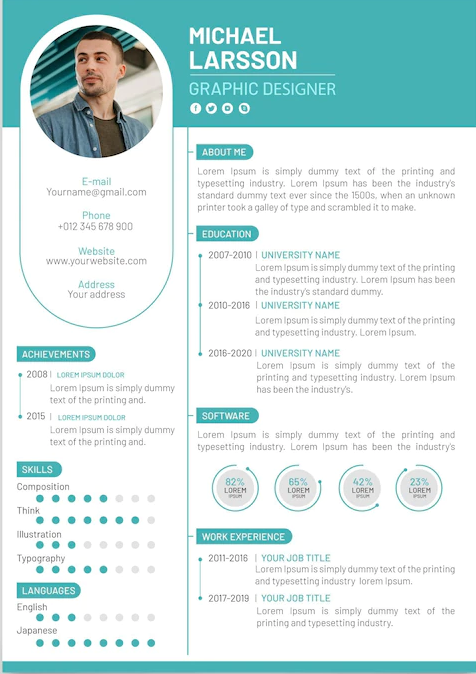 MICHAEL
LARSSON
GRAPHIC DESIGNER
E-mail
Yourname@gmail.com
Phone
+012 345 678 900
Website
www.yourwebsite.com
Address
Your address
ACHIEVEMENTS
2008 | LOREM IPSUM DOLOR
Lorem Ipsum is simply dummy
text of the printing and.
2015 | LOREM IPSUM DOLOR
Lorem Ipsum is simply dummy
text of the printing and.
SKILLS
Composition
Think
Illustration
Typography
LANGUAGES
English
Japanese
ABOUT ME
Lorem Ipsum is simply dummy text of the printing and
typesetting industry. Lorem Ipsum has been the industry's
standard dummy text ever since the 1500s, when an unknown
printer took a galley of type and scrambled it to make.
EDUCATION
2007-2010 | UNIVERSITY NAME
Lorem Ipsum is simply dummy text of the printing
and typesetting industry. Lorem Ipsum has been
the industry's standard dummy.
2010-2016 | UNIVERSITY NAME
Lorem Ipsum is simply dummy text of the printing
and typesetting industry. Lorem Ipsum.
2016-2020 | UNIVERSITY NAME
Lorem Ipsum is simply dummy text of the
printing and typesetting industry. Lorem Ipsum
has been the industry's.
SOFTWARE
Lorem Ipsum is simply dummy text of the printing and
typesetting industry. Lorem Ipsum has been the industry's
82% 65% 42% 23%
LOREM LOREM LOREM LOREM
IPSUM IPSUM IPSUM IPSUM
WORK EXPERIENCE
2011-2016 | YOUR JOB TITLE
Lorem Ipsum is simply dummy text of the printing
and typesetting industry lorem Ipsum.
2017-2019 | YOUR JOB TITLE
Lorem Ipsum is simply dummy text of the
printing and typesetting industry. Lorem Ipsum.